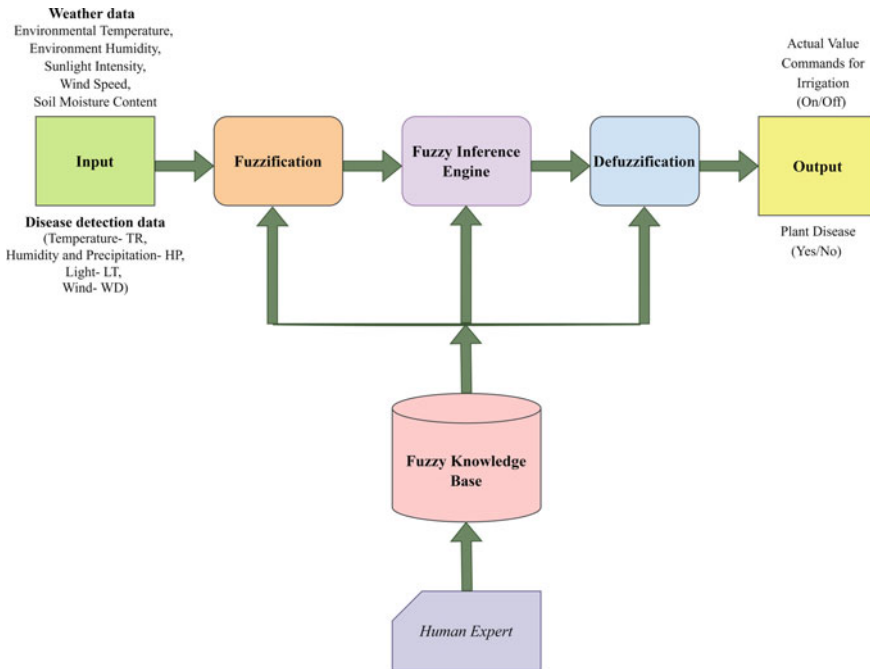 Weather data
Environmental Temperature,
Environment Humidity,
Sunlight Intensity,
Wind Speed,
Soil Moisture Content
Input
Disease detection data
(Temperature- TR,
Humidity and Precipitation- HP,
Light- LT,
Wind- WD)
Fuzzification
Fuzzy Inference
Engine
Defuzzification
Actual Value
Commands for
Irrigation
(On/Off)
Output
Plant Disease
(Yes/No)
Fuzzy Knowledge
Base
Human Expert